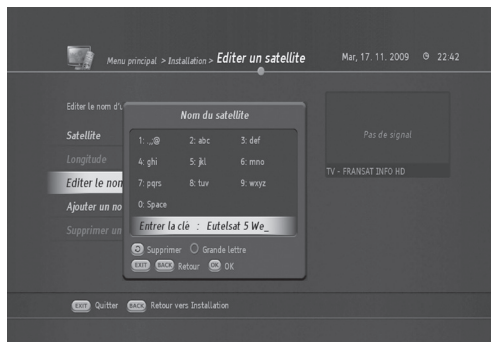 Menu principal > Installation > Editer un satellite
Mar, 17. 11. 2009 22:42
Editer le nom d'u
Satellite
Longitude
Editer le nom
Ajouter un no
Supprimer un
Nom du satellite
1: .,;@ 2: abc 3: def
4: ghi 5: jkl 6: mno
7: pqrs 8: tuv 9: wxyz
0: Space
Entrer la clè : Eutelsat 5 We_
Supprimer Grande lettre
EXIT BACK Retour OK OK
Pas de signal
TV - FRANSAT INFO HD
EXIT Quitter BACK Retour vers Installation